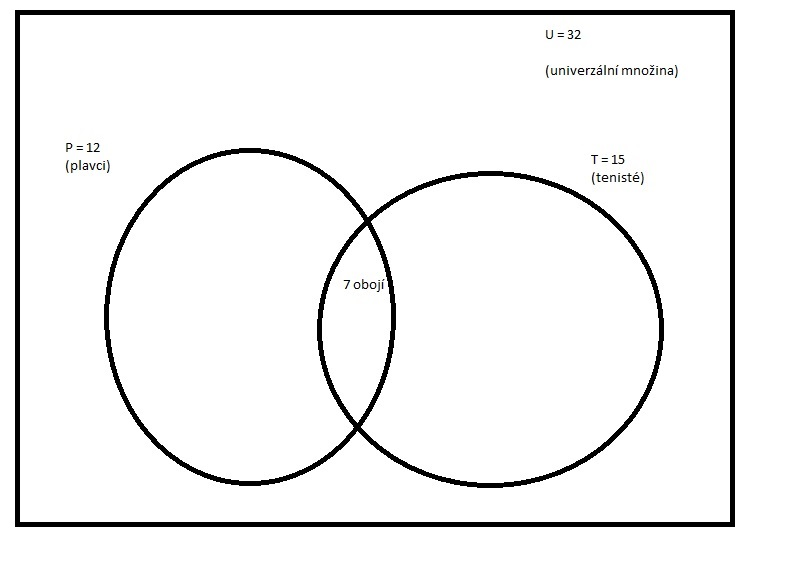 U = 32
(univerzální množina)
P = 12
(plavci)
T = 15
(tenisté)
7 obojí